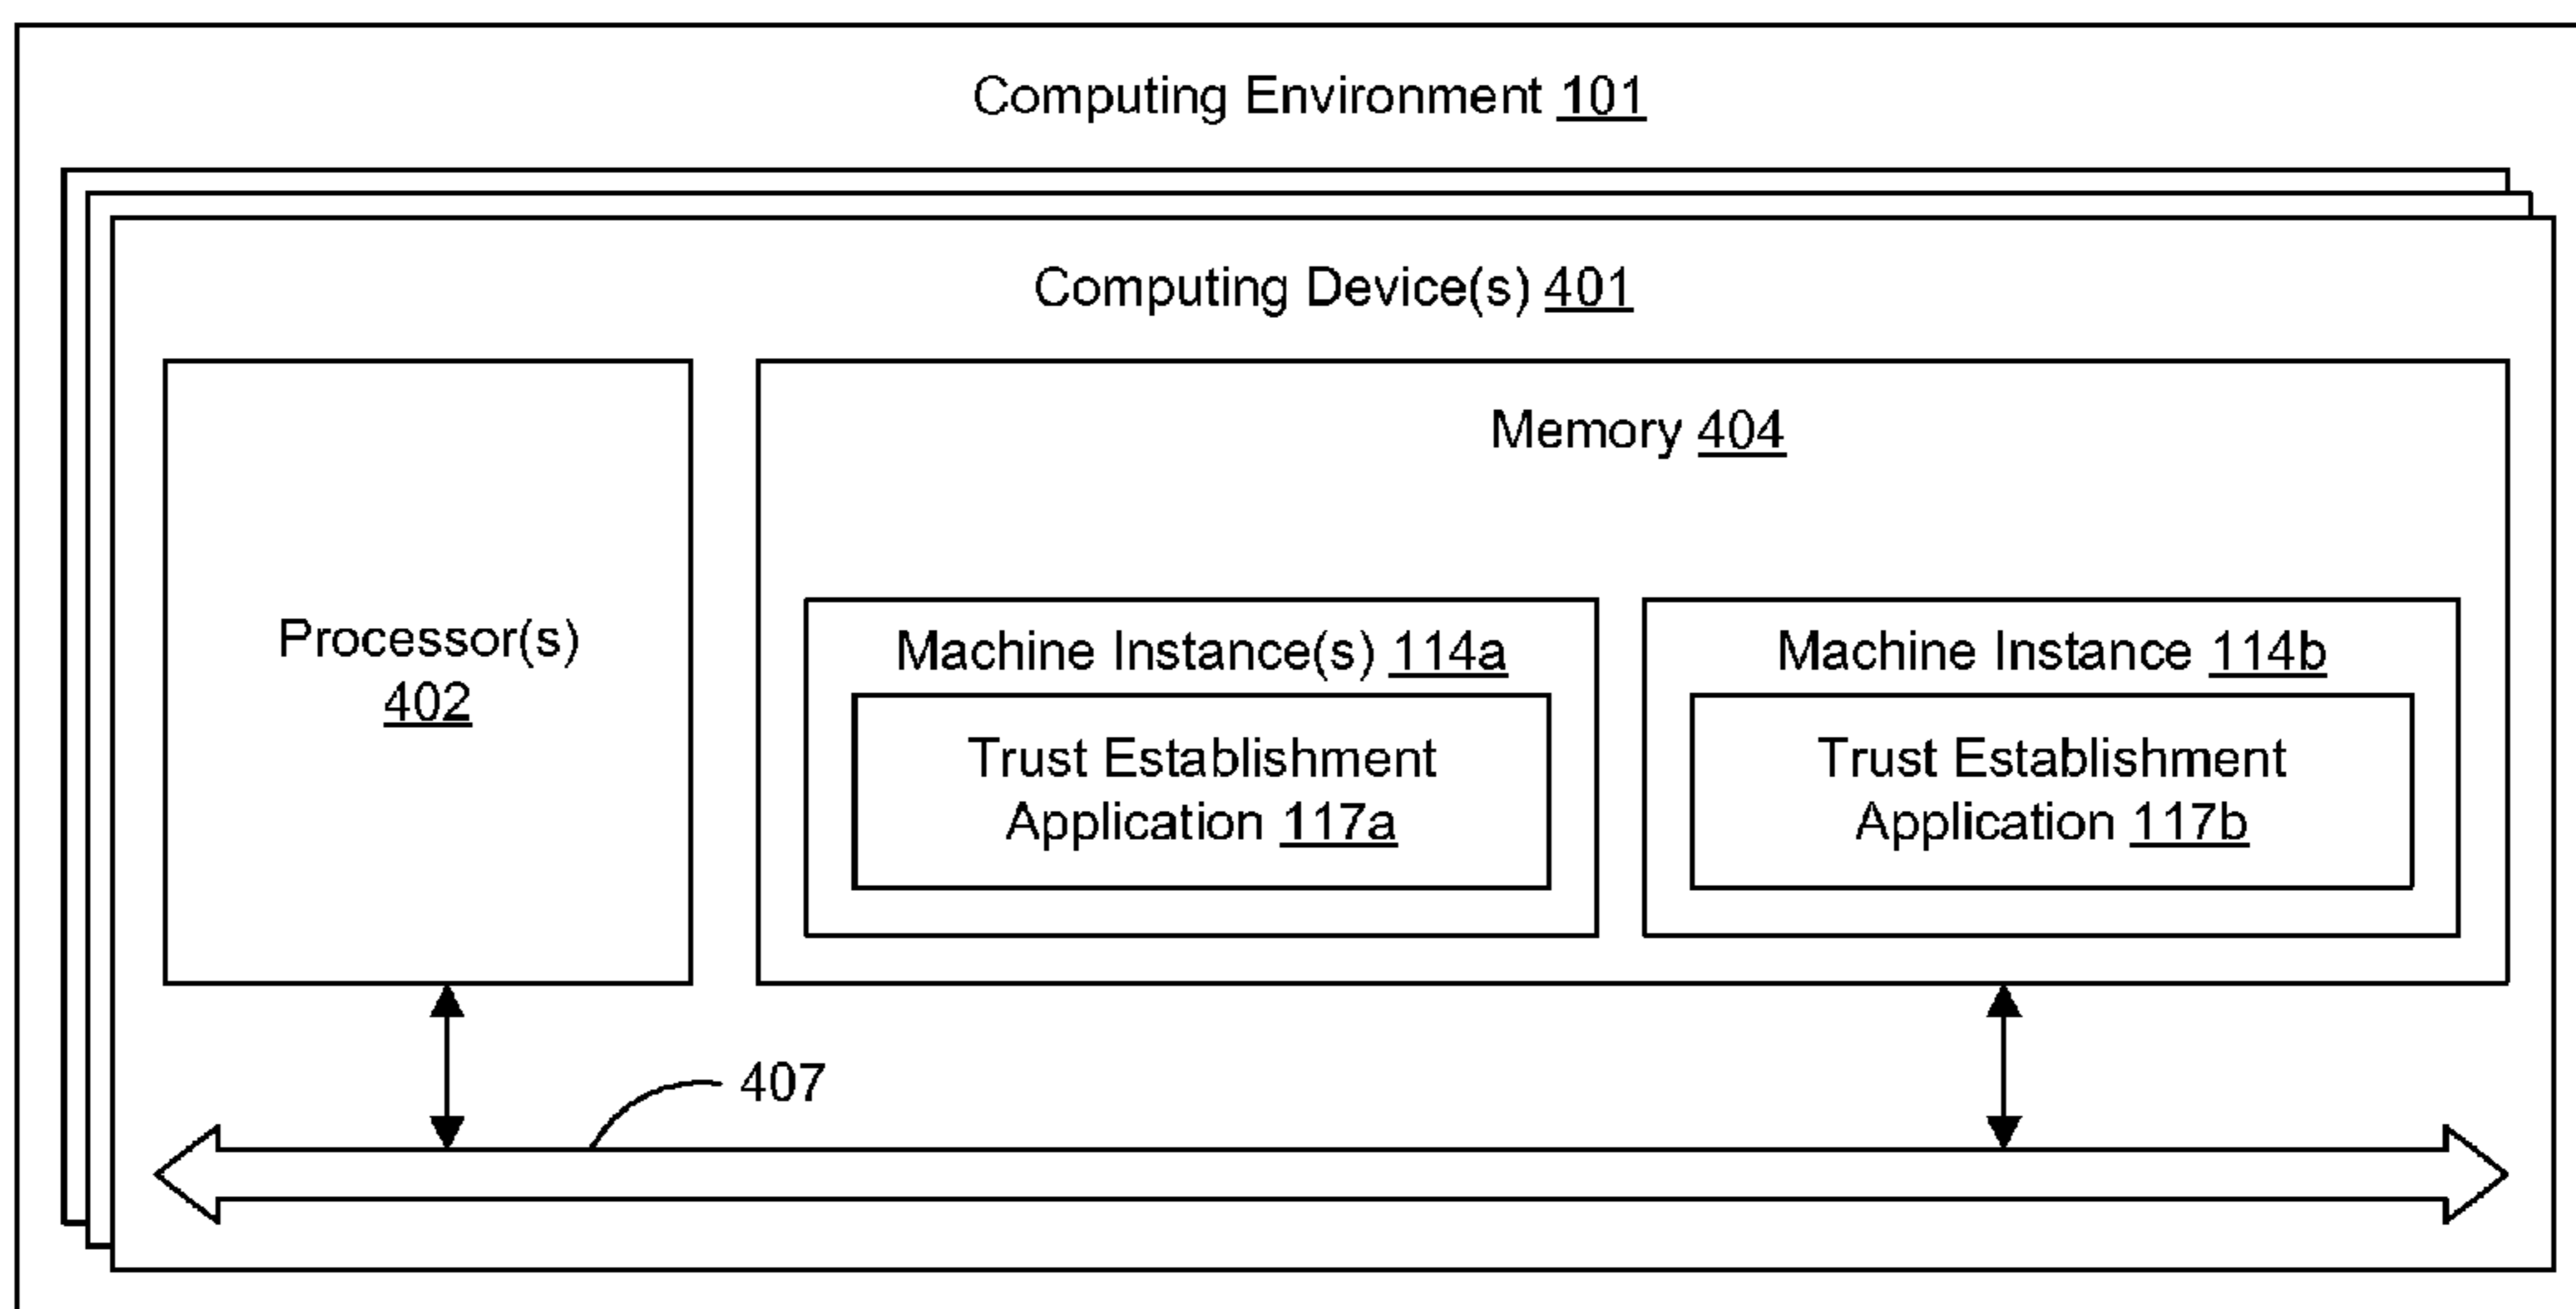 Computing Environment 101
Computing Device(s) 401
Memory 404
Processor(s)
402
Machine Instance(s) 114a
Trust Establishment
Application 117a
Machine Instance 114b
Trust Establishment
Application 117b
407